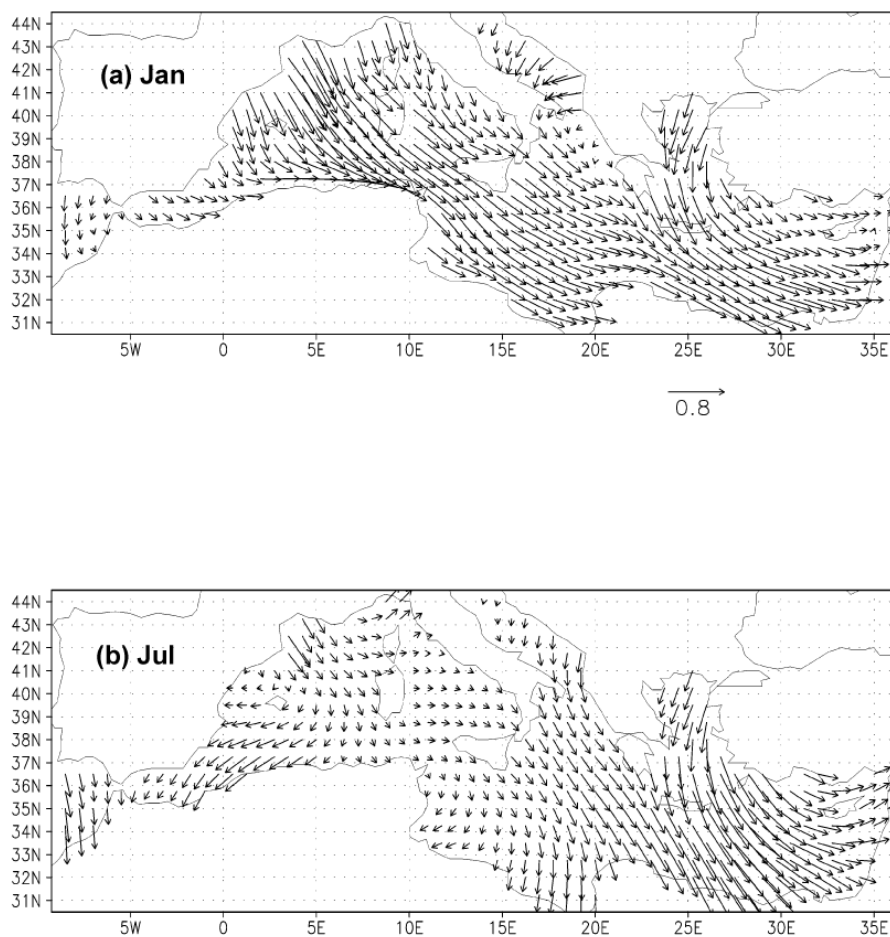 44N
43N
42N
41N
40N
39N
38N
37N
36N
35N
34N
33N
32N
31N
(a) Jan
5W 0 5E 10E 15E 20E 25E 30E 35E
0.8
44N
43N
42N
41N
40N
39N
38N
37N
36N
35N
34N
33N
32N
31N
(b) Jul
5W 0 5E 10E 15E 20E 25E 30E 35E